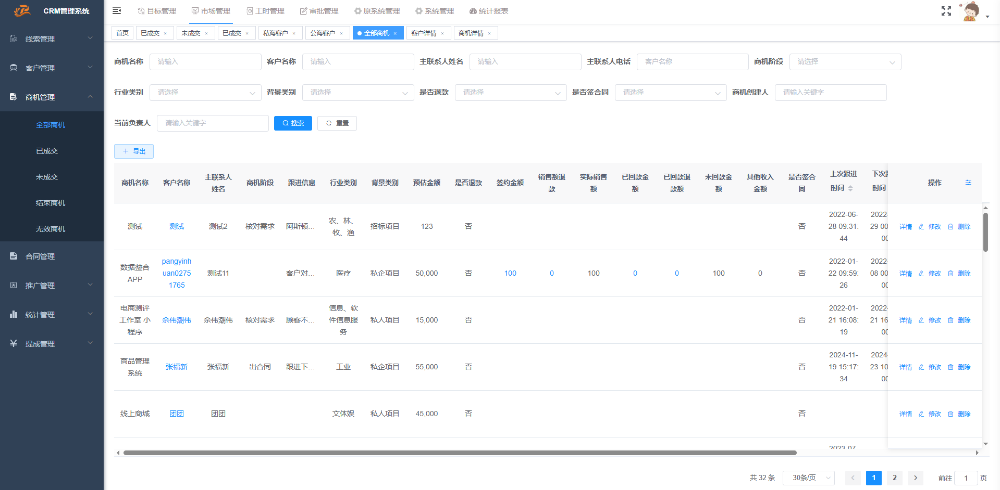 CRM管理系统
目标管理
市场管理
工时管理
审批管理
原系统管理
系统管理
统计报表
首页
已成交 ×
未成交 ×
已成交 ×
私海客户 ×
公海客户 ×
全部商机 ×
客户详情 ×
商机详情 ×
线索管理
客户管理
商机管理
全部商机
已成交
未成交
结束商机
无效商机
合同管理
推广管理
统计管理
提成管理
商机名称 请输入 客户名称 请输入 主联系人姓名 请输入 主联系人电话 客户名称 商机阶段 请选择
行业类别 请选择 背景类别 请选择 是否退款 请选择 是否签合同 请选择 商机创建人 请输入关键字
当前负责人 请输入关键字 搜索 重置
导出
商机名称
客户名称
主联系人
姓名
商机阶段
跟进信息
行业类别
背景类别
预估金额
是否退款
签约金额
销售额退
款
实际销售
额
已回款金
额
已回款退
款额
未回款金
额
其他收入
金额
是否签合
同
上次跟进
时间
下次
时间
操作
测试
测试
测试2
核对需求
阿斯顿...
农、林、
牧、渔
招标项目
123
否
否
2022-06-
28 09:31:
44
2022-
29 00
00
详情 修改 删除
数据整合
APP
pangyinh
uan0275
1765
测试11
客户对...
医疗
私企项目
50,000
否
100
0
100
0
0
100
0
否
2022-01-
22 09:59:
26
2022-
08 00
00
详情 修改 删除
电商测评
工作室 小
程序
余伟潮伟
余伟潮伟
核对需求
顾客不...
信息、软
件信息服
务
私人项目
15,000
否
否
2022-01-
21 16:08:
19
2022-
21 16
00
详情 修改 删除
商品管理
系统
张福新
张福新
出合同
跟进下...
工业
私企项目
55,000
否
否
2024-11-
19 15:17:
34
2024-
23 10
00
详情 修改 删除
线上商城
团团
团团
文体娱
私人项目
45,000
否
否
详情 修改 删除
2023-07
共 32 条
30条/页
1
2
前往 1 页